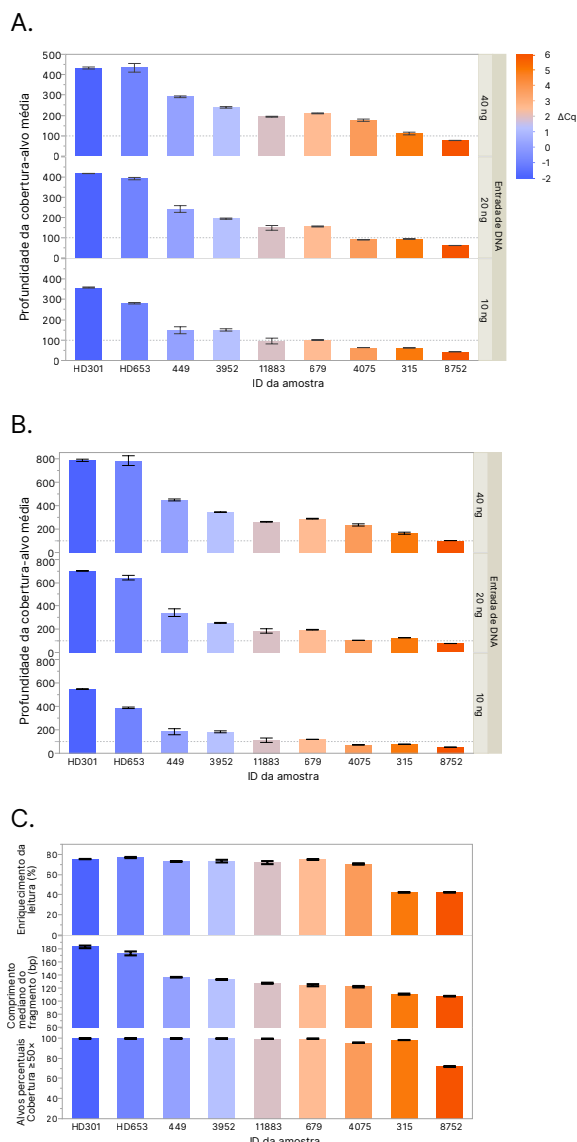 A.
Profundidade da cobertura-alvo média
500
400
300
200
100
0
400
300
200
100
0
400
300
200
100
0
40 ng
20 ng
10 ng
Entrada de DNA
HD301 HD653 449 3952 11883 679 4075 315 8752
ID da amostra
6
5
4
3
2
1
0
-1
-2
ΔCq
B.
Profundidade da cobertura-alvo média
800
600
400
200
0
800
600
400
200
0
800
600
400
200
0
40 ng
20 ng
10 ng
Entrada de DNA
HD301 HD653 449 3952 11883 679 4075 315 8752
ID da amostra
C.
Enriquecimento da
leitura (%)
80
60
40
20
0
Comprimento
mediano do
fragmento (bp)
180
160
140
120
100
80
60
Alvos percentuais
Cobertura ≥50×
100
80
60
40
20
HD301 HD653 449 3952 11883 679 4075 315 8752
ID da amostra